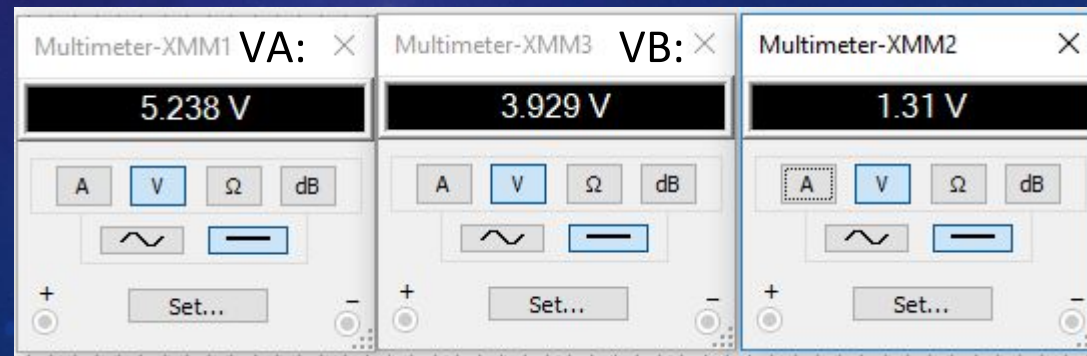 Multimeter-XMM1 VA: ×
5.238 V
A V Ω dB
+ Set... −
Multimeter-XMM3 VB: ×
3.929 V
A V Ω dB
+ Set... −
Multimeter-XMM2 ×
1.31 V
A V Ω dB
+ Set... −